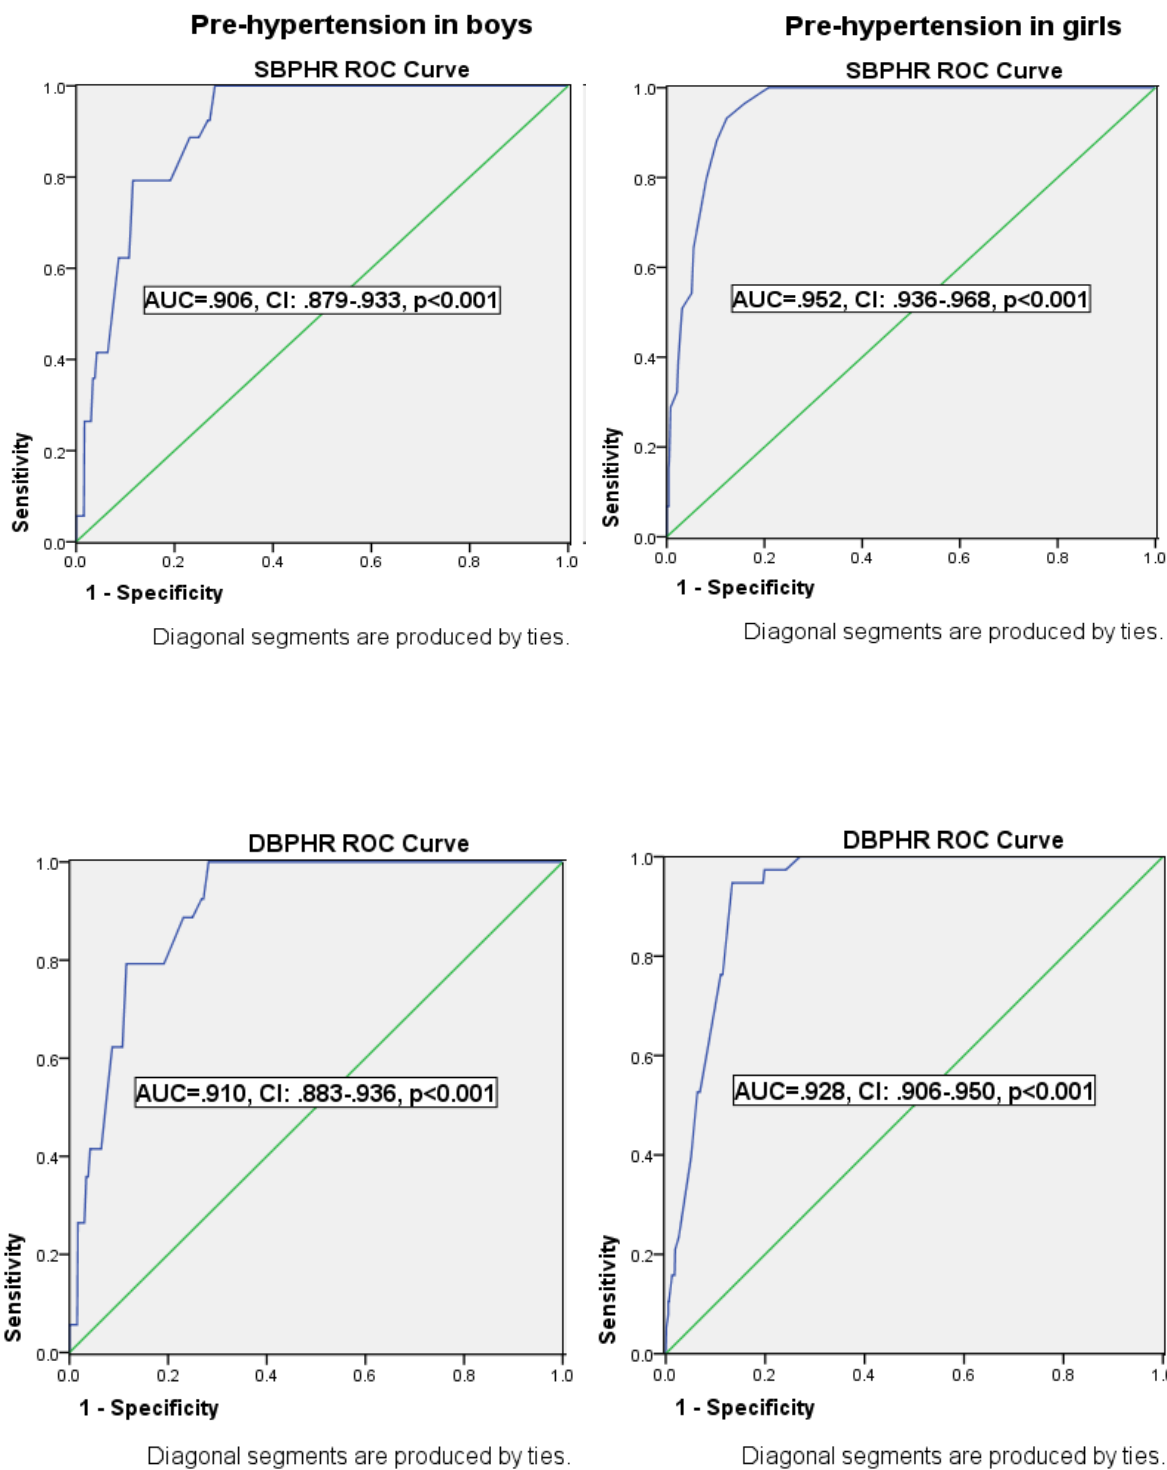 Pre-hypertension in boys
SBPHR ROC Curve
1.0
0.8
0.6
0.4
0.2
0.0
Sensitivity
AUC=.906, CI: .879-.933, p<0.001
0.0 0.2 0.4 0.6 0.8 1.0
1 - Specificity
Diagonal segments are produced by ties.
Pre-hypertension in girls
SBPHR ROC Curve
1.0
0.8
0.6
0.4
0.2
0.0
Sensitivity
AUC=.952, CI: .936-.968, p<0.001
0.0 0.2 0.4 0.6 0.8 1.0
1 - Specificity
Diagonal segments are produced by ties.
DBPHR ROC Curve
1.0
0.8
0.6
0.4
0.2
0.0
Sensitivity
AUC=.910, CI: .883-.936, p<0.001
0.0 0.2 0.4 0.6 0.8 1.0
1 - Specificity
Diagonal segments are produced by ties.
DBPHR ROC Curve
1.0
0.8
0.6
0.4
0.2
0.0
Sensitivity
AUC=.928, CI: .906-.950, p<0.001
0.0 0.2 0.4 0.6 0.8 1.0
1 - Specificity
Diagonal segments are produced by ties.